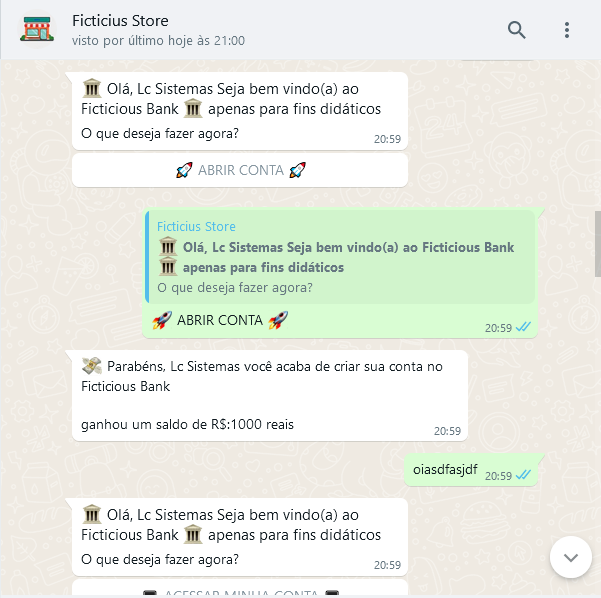 Ficticius Store
visto por último hoje às 21:00
🏛 Olá, Lc Sistemas Seja bem vindo(a) ao
Ficticious Bank 🏛 apenas para fins didáticos
O que deseja fazer agora?
20:59
🚀 ABRIR CONTA 🚀
Ficticius Store
🏛 Olá, Lc Sistemas Seja bem vindo(a) ao Ficticious Bank
🏛 apenas para fins didáticos
O que deseja fazer agora?
🚀 ABRIR CONTA 🚀
20:59
💸 Parabéns, Lc Sistemas você acaba de criar sua conta no
Ficticious Bank
ganhou um saldo de R$:1000 reais
20:59
oiasdfasjdf 20:59
🏛 Olá, Lc Sistemas Seja bem vindo(a) ao
Ficticious Bank 🏛 apenas para fins didáticos
O que deseja fazer agora?
20:59
ACESSAR MINHA CONTA